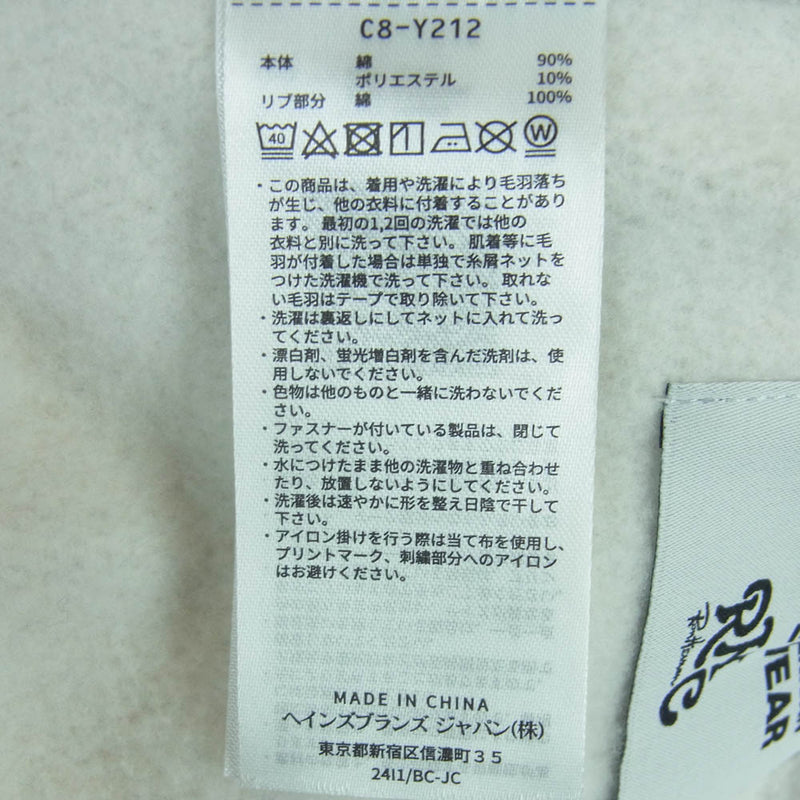 C8-Y212
本体 綿 90%
ポリエステル 10%
リブ部分 綿 100%
40 W
・この商品は、着用や洗濯により毛羽落ち
が生じ、他の衣料に付着することがあり
ます。 最初の1,2回の洗濯では他の
衣料と別に洗って下さい。 肌着等に毛
羽が付着した場合は単独で糸屑ネットを
つけた洗濯機で洗って下さい。 取れな
い毛羽はテープで取り除いて下さい。
・洗濯は裏返しにしてネットに入れて洗っ
てください。
・漂白剤、蛍光増白剤を含んだ洗剤は、使
用しないでください。
・色物は他のものと一緒に洗わないでくだ
さい。
・ファスナーが付いている製品は、閉じて
洗ってください。
・水につけたまま他の洗濯物と重ね合わせ
たり、放置しないようにしてください。
・洗濯後は速やかに形を整え日陰で干して
下さい。
・アイロン掛けを行う際は当て布を使用し、
プリントマーク、刺繍部分へのアイロン
はお避けください。
MADE IN CHINA
ヘインズブランズ ジャパン(株)
東京都新宿区信濃町35
24I1/BC-JC
EAR